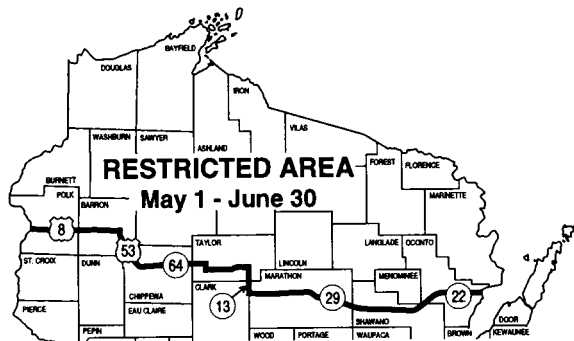 BAYFIELD
DOUGLAS
IRON
VILAS
WASHBURN
SAWYER
ASHLAND
FOREST
FLORENCE
RESTRICTED AREA
May 1 - June 30
BURNETT
POLK
BARRON
MARINETTE
8
53
64
TAYLOR
LINCOLN
LANGLADE
OCONTO
ST. CROIX
DUNN
CHIPPEWA
CLARK
MARATHON
MENOMINEE
13
29
22
PIERCE
PEPIN
EAU CLAIRE
WOOD
PORTAGE
SHAWANO
WAUPACA
BROWN
DOOR
KEWAUNEE